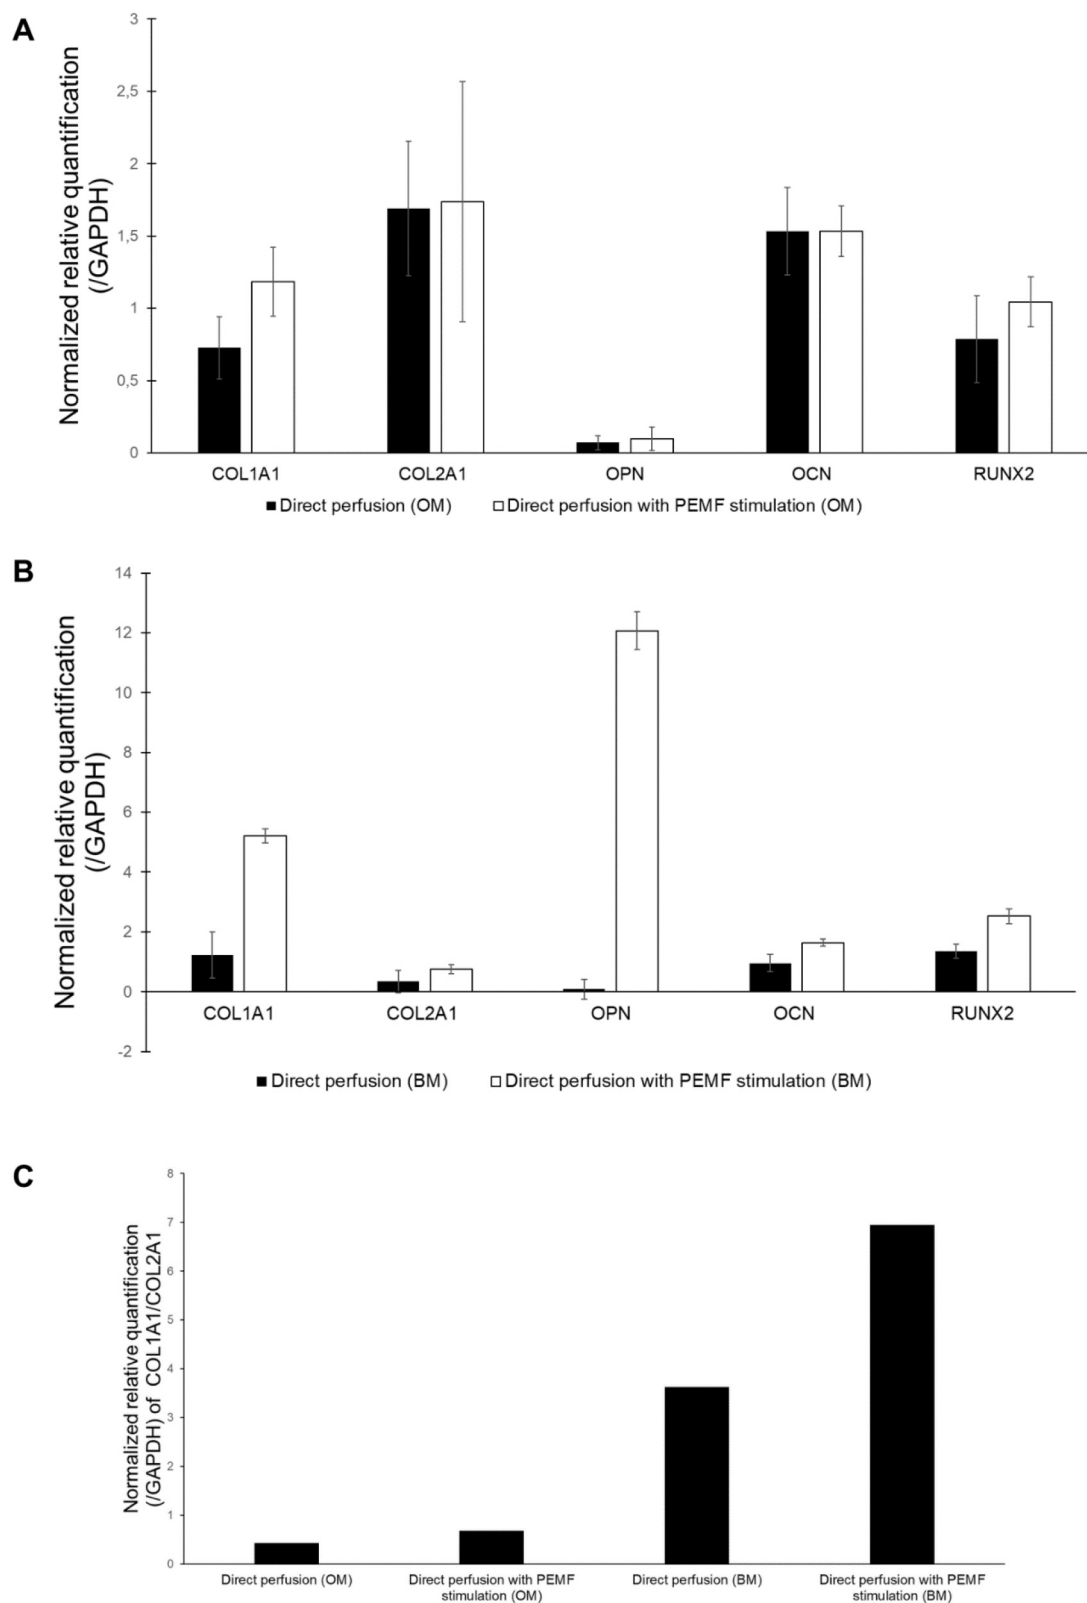 A
Normalized relative quantification
(/GAPDH)
3
2,5
2
1,5
1
0,5
0
COL1A1 COL2A1 OPN OCN RUNX2
Direct perfusion (OM) Direct perfusion with PEMF stimulation (OM)
B
Normalized relative quantification
(/GAPDH)
14
12
10
8
6
4
2
0
-2
COL1A1 COL2A1 OPN OCN RUNX2
Direct perfusion (BM) Direct perfusion with PEMF stimulation (BM)
C
Normalized relative quantification
(/GAPDH) of COL1A1/COL2A1
8
7
6
5
4
3
2
1
0
Direct perfusion (OM)
Direct perfusion with PEMF
stimulation (OM)
Direct perfusion (BM)
Direct perfusion with PEMF
stimulation (BM)